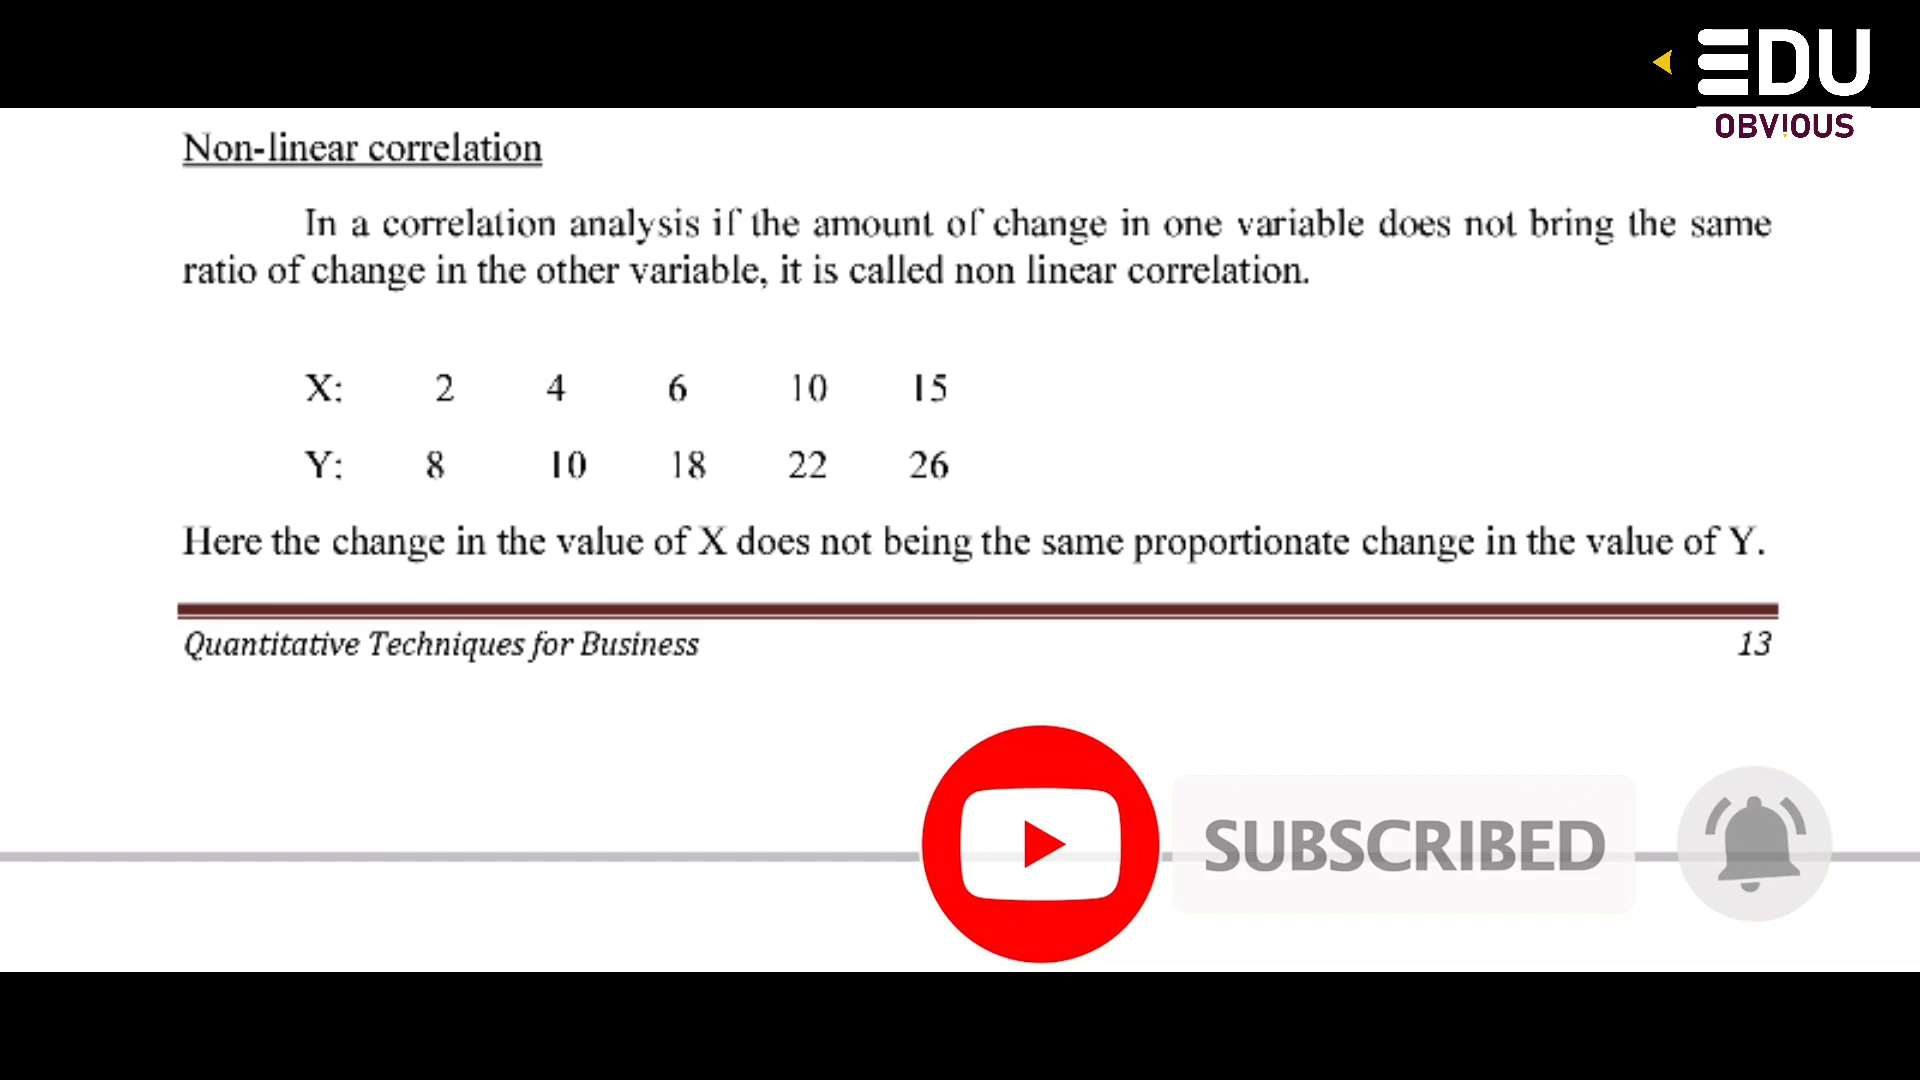 EDU
OBV!OUS
Non-linear correlation
In a correlation analysis if the amount of change in one variable does not bring the same
ratio of change in the other variable, it is called non linear correlation.
X: 2 4 6 10 15
Y: 8 10 18 22 26
Here the change in the value of X does not being the same proportionate change in the value of Y.
Quantitative Techniques for Business 13
SUBSCRIBED